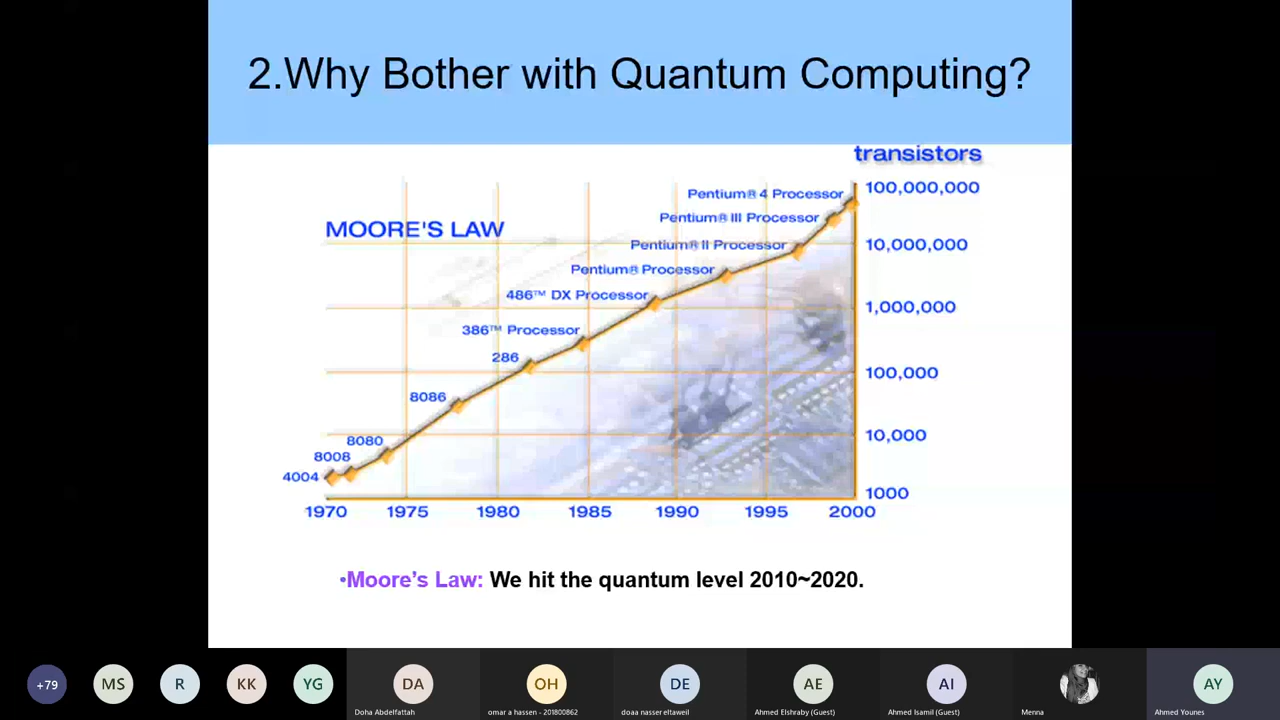 2.Why Bother with Quantum Computing?
transistors
100,000,000
Pentium® 4 Processor
Pentium® III Processor
MOORE'S LAW
Pentium® II Processor
10,000,000
Pentium® Processor
486™ DX Processor
1,000,000
386™ Processor
286
100,000
8086
8080
10,000
8008
4004
1000
1970 1975 1980 1985 1990 1995 2000
•Moore's Law: We hit the quantum level 2010~2020.
+79 MS R KK YG DA OH DE AE AI AY
Doha Abdelfattah omar a hassen - 201800862 doaa nasser eltaweil Ahmed Elshraby (Guest) Ahmed Isamil (Guest) Menna Ahmed Younes